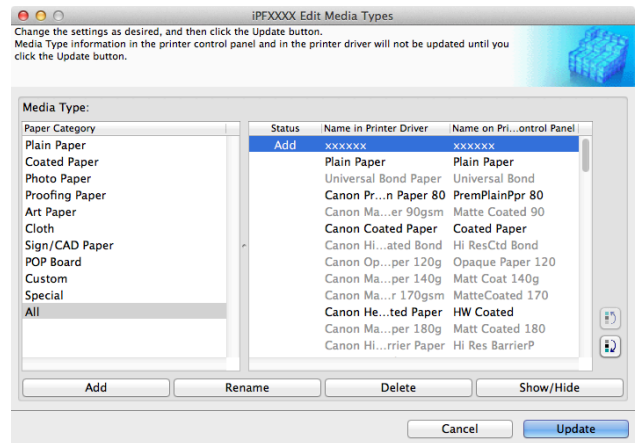 iPFXXXX Edit Media Types
Change the settings as desired, and then click the Update button.
Media Type information in the printer control panel and in the printer driver will not be updated until you
click the Update button.
Media Type:
Paper Category
Plain Paper
Coated Paper
Photo Paper
Proofing Paper
Art Paper
Cloth
Sign/CAD Paper
POP Board
Custom
Special
All
Status Name in Printer Driver Name on Pri...ontrol Panel
Add xxxxxx xxxxxx
Plain Paper Plain Paper
Universal Bond Paper Universal Bond
Canon Pr...n Paper 80 PremPlainPpr 80
Canon Ma...er 90gsm Matte Coated 90
Canon Coated Paper Coated Paper
Canon Hi...ated Bond Hi ResCtd Bond
Canon Op...per 120g Opaque Paper 120
Canon Ma...per 140g Matt Coat 140g
Canon Ma...r 170gsm MatteCoated 170
Canon He...ted Paper HW Coated
Canon Ma...per 180g Matt Coated 180
Canon Hi...rrier Paper Hi Res BarrierP
Add Rename Delete Show/Hide
Cancel Update